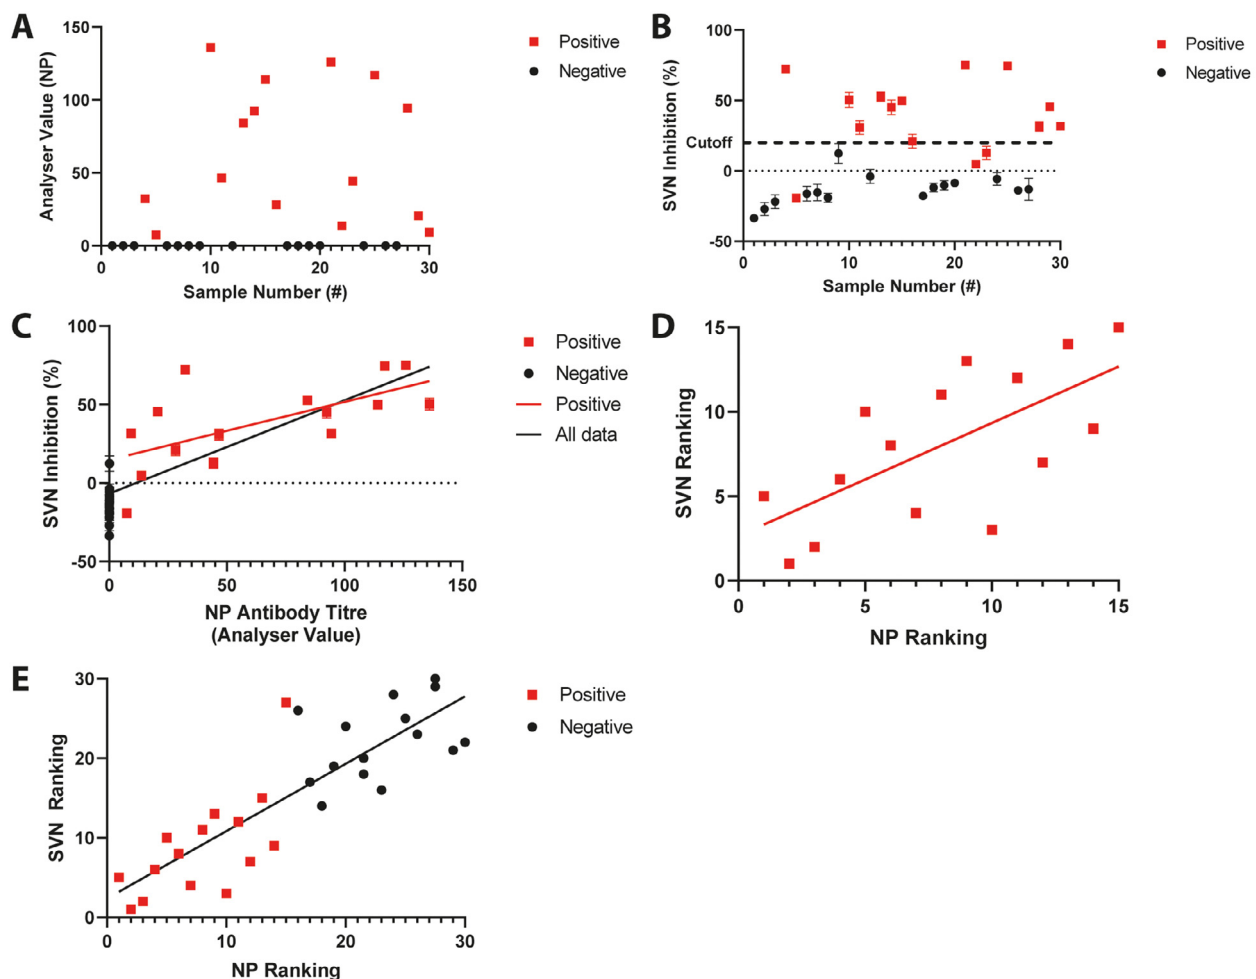 A
Analyser Value (NP)
150
100
50
0
0
10
20
30
Sample Number (#)
Positive
Negative
B
SVN Inhibition (%)
100
50
Cutoff
0
-50
0
10
20
30
Sample Number (#)
Positive
Negative
C
SVN Inhibition (%)
100
50
0
-50
0
50
100
150
NP Antibody Titre
(Analyser Value)
Positive
Negative
Positive
All data
D
SVN Ranking
15
10
5
0
0
5
10
15
NP Ranking
E
SVN Ranking
30
20
10
0
0
10
20
30
NP Ranking
Positive
Negative